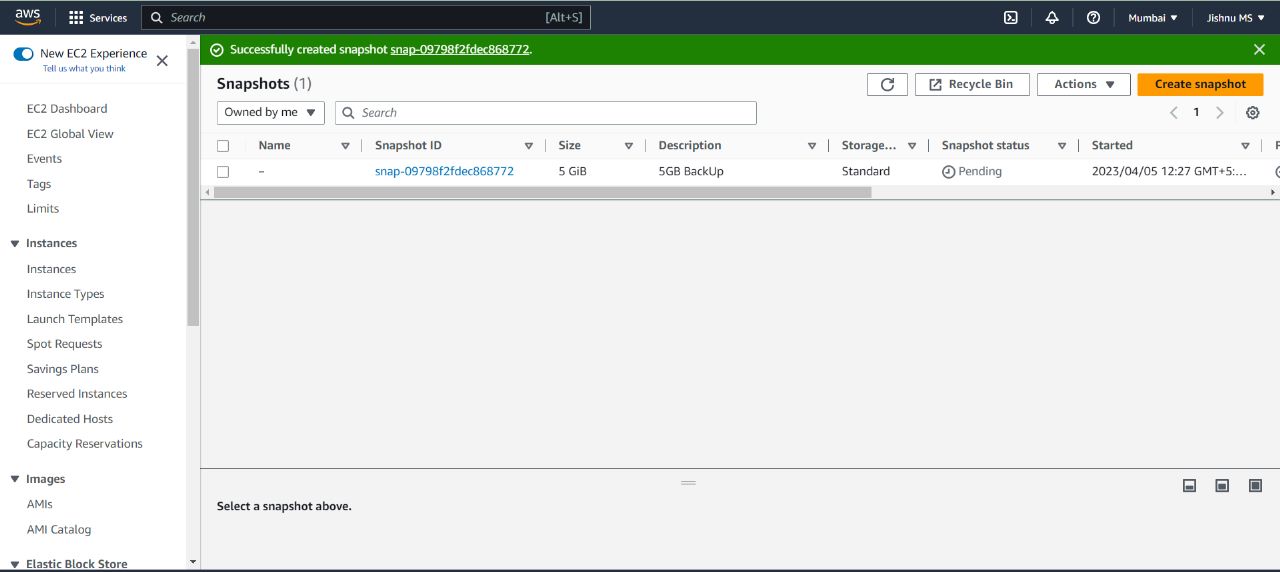 aws Services Search [Alt+S] Mumbai Jishnu MS
New EC2 Experience
Tell us what you think
EC2 Dashboard
EC2 Global View
Events
Tags
Limits
Instances
Instances
Instance Types
Launch Templates
Spot Requests
Savings Plans
Reserved Instances
Dedicated Hosts
Capacity Reservations
Images
AMIs
AMI Catalog
Elastic Block Store
Successfully created snapshot snap-09798f2fdec868772.
Snapshots (1) Recycle Bin Actions Create snapshot
Owned by me Search 1
Name Snapshot ID Size Description Storage... Snapshot status Started
– snap-09798f2fdec868772 5 GiB 5GB BackUp Standard Pending 2023/04/05 12:27 GMT+5:...
Select a snapshot above.